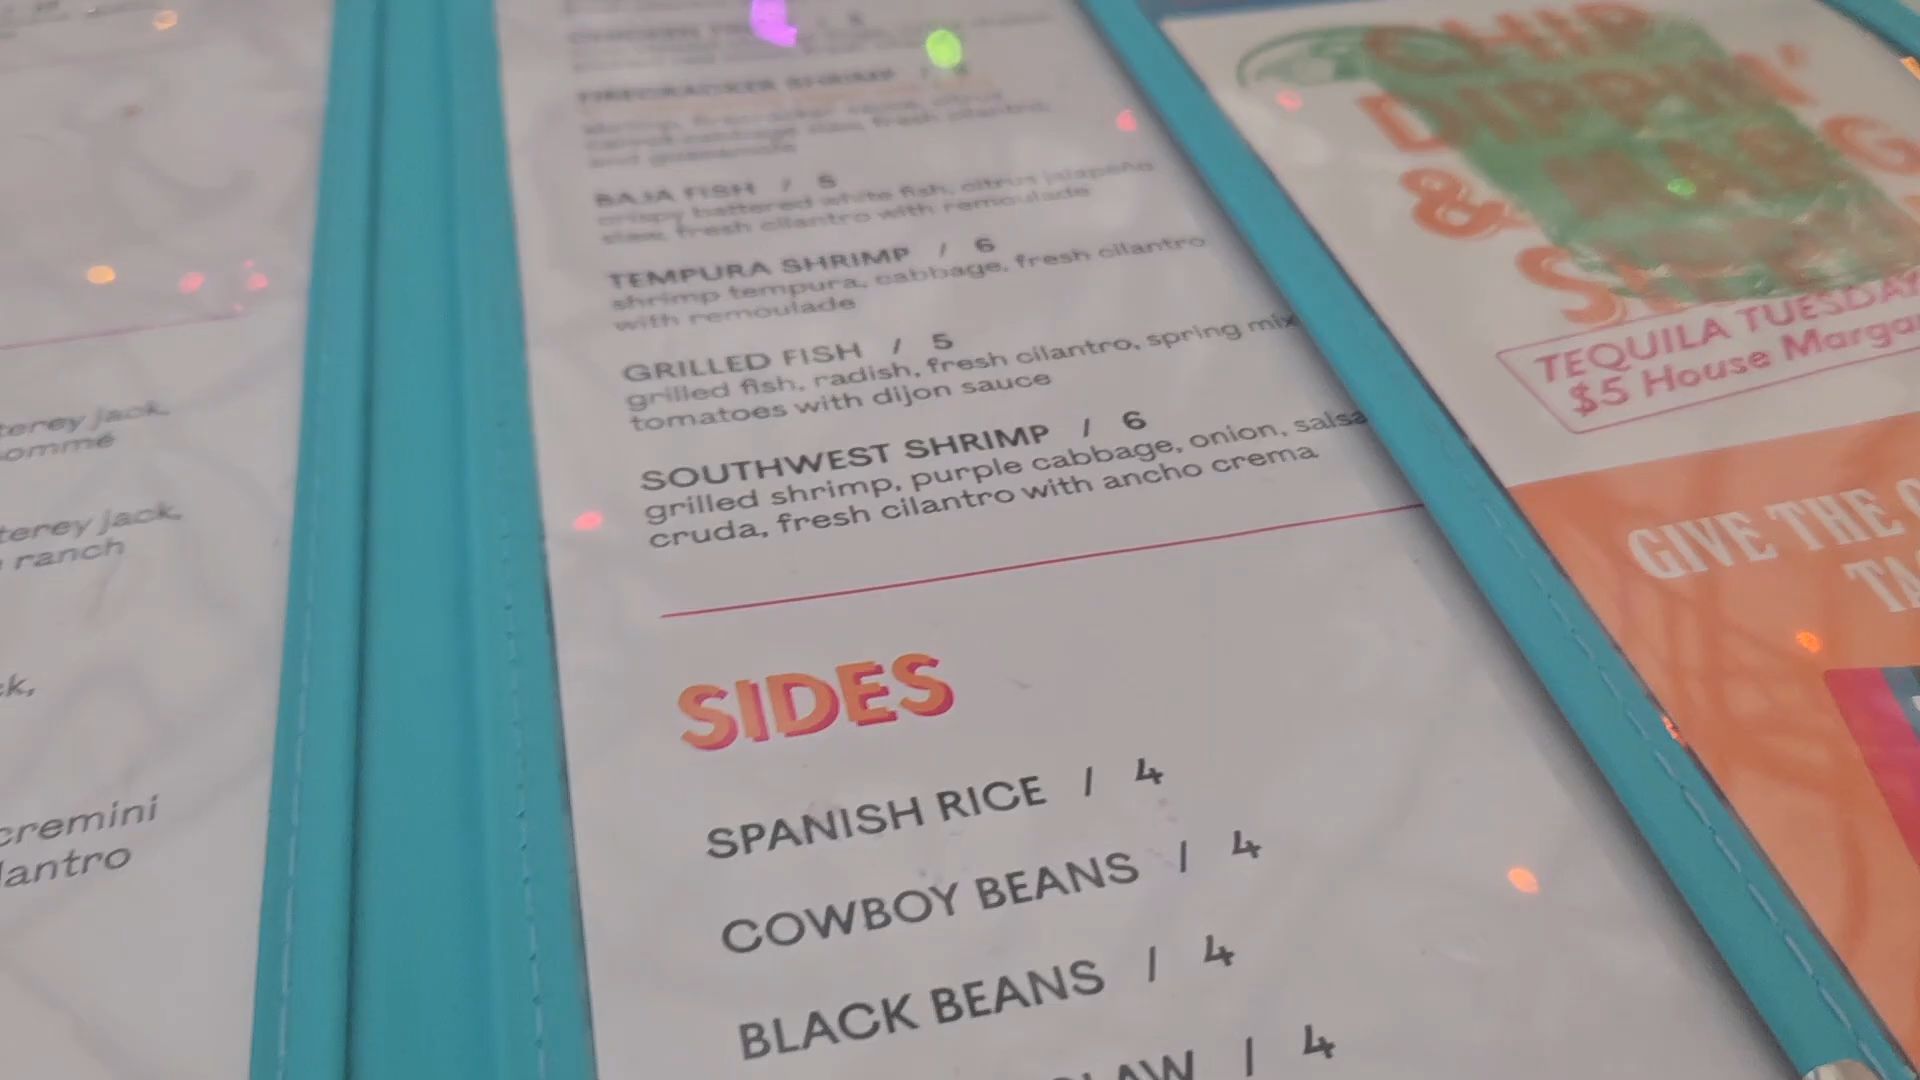 terey jack,
ommé
terey jack,
ranch
k,
cremini
lantro
FIRECRACKER SHRIMP /
BAJA FISH / 5
crispy battered white fish, citrus jalapeño
slaw, fresh cilantro with remoulade
TEMPURA SHRIMP / 6
shrimp tempura, cabbage, fresh cilantro
with remoulade
GRILLED FISH / 5
grilled fish, radish, fresh cilantro, spring mix
tomatoes with dijon sauce
SOUTHWEST SHRIMP / 6
grilled shrimp, purple cabbage, onion, salsa
cruda, fresh cilantro with ancho crema
SIDES
SPANISH RICE / 4
COWBOY BEANS / 4
BLACK BEANS / 4
LAW / 4
CHIP
DIPPIN'
&
TEQUILA TUESDAY
$5 House Marga
GIVE THE
TA